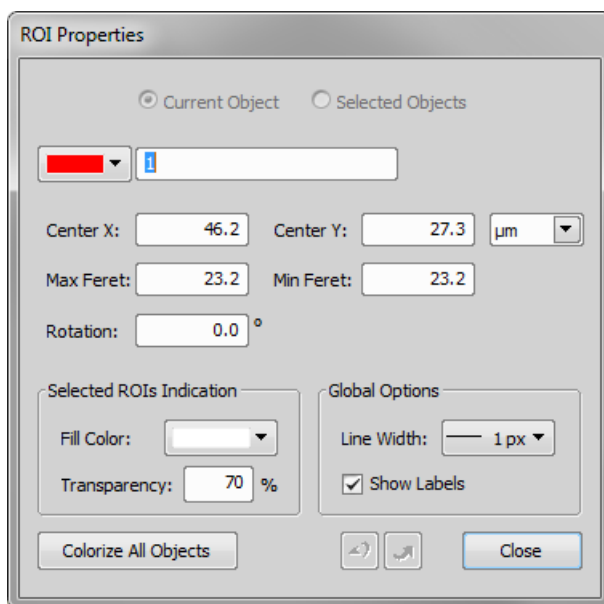 ROI Properties
Current Object Selected Objects
1
Center X: 46.2 Center Y: 27.3 µm
Max Feret: 23.2 Min Feret: 23.2
Rotation: 0.0 °
Selected ROIs Indication Global Options
Fill Color: Line Width: 1 px
Transparency: 70 % Show Labels
Colorize All Objects Close